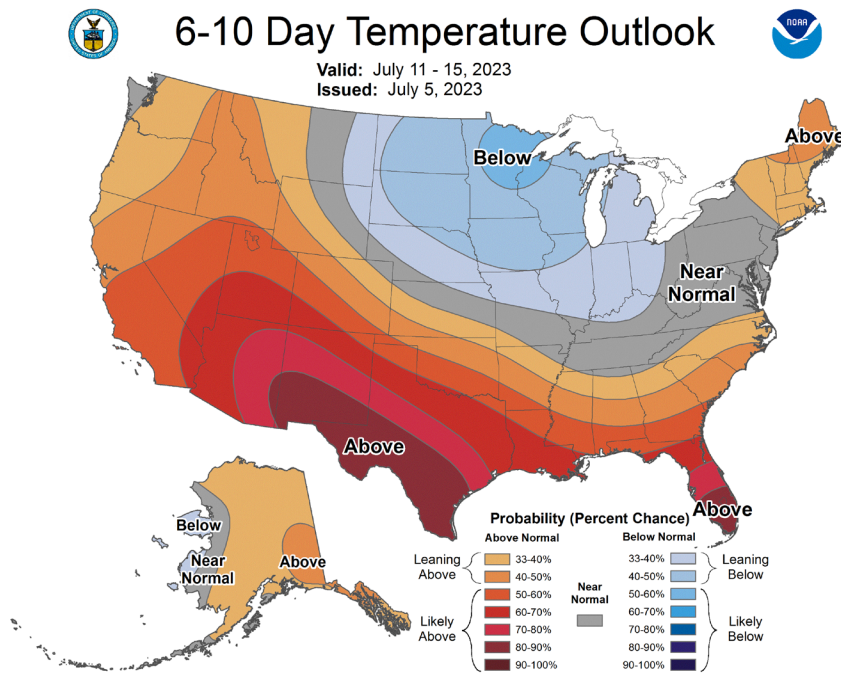 6-10 Day Temperature Outlook
Valid: July 11 - 15, 2023
Issued: July 5, 2023
NOAA
Above
Below
Near
Normal
Above
Above
Below
Near
Normal
Above
Probability (Percent Chance)
Above Normal
Below Normal
Leaning
Above
33-40%
40-50%
Likely
Above
50-60%
60-70%
70-80%
80-90%
90-100%
Near
Normal
33-40%
40-50%
Leaning
Below
50-60%
60-70%
70-80%
80-90%
90-100%
Likely
Below